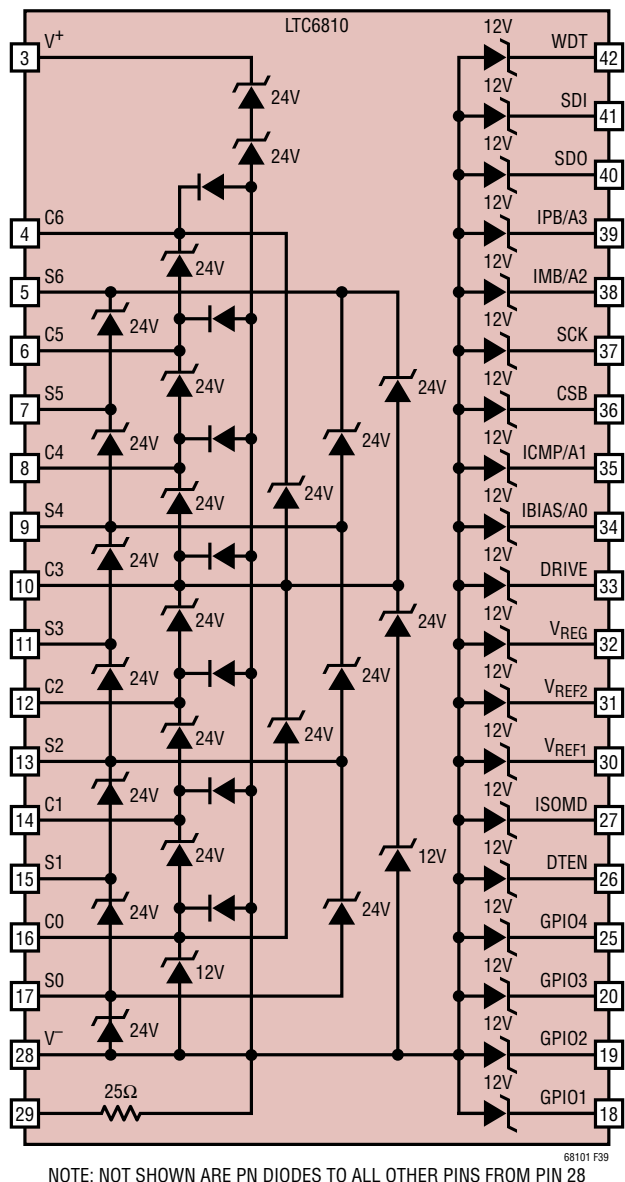 LTC6810
3 V+ 12V WDT 42
24V 12V SDI 41
24V 12V SDO 40
4 C6 12V IPB/A3 39
24V
5 S6 12V IMB/A2 38
24V
6 C5 12V SCK 37
24V 24V
7 S5 12V CSB 36
24V 24V
8 C4 12V ICMP/A1 35
24V 24V
9 S4 12V IBIAS/A0 34
24V
10 C3 12V DRIVE 33
24V 24V
11 S3 12V VREG 32
24V 24V
12 C2 12V VREF2 31
24V 24V
13 S2 12V VREF1 30
24V
14 C1 12V ISOMD 27
24V 12V
15 S1 12V DTEN 26
24V 24V
16 C0 12V GPIO4 25
12V
17 S0 12V GPIO3 20
24V
28 V– 12V GPIO2 19
25Ω
29 12V GPIO1 18
68101 F39
NOTE: NOT SHOWN ARE PN DIODES TO ALL OTHER PINS FROM PIN 28